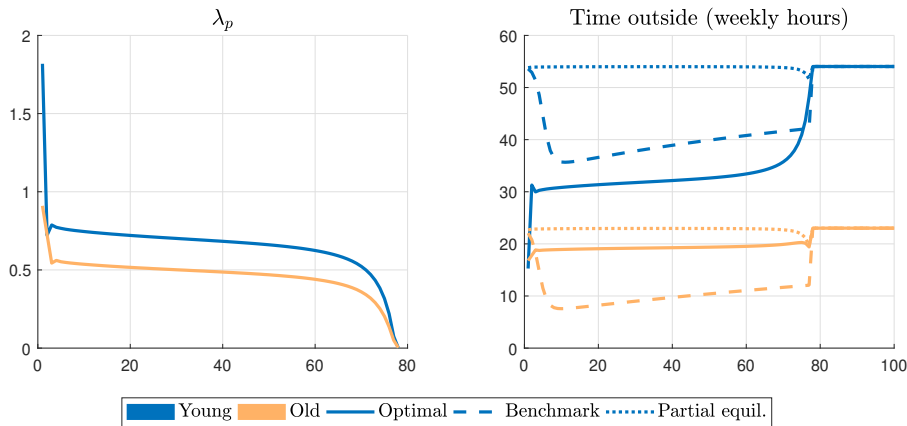 λp
2
1.5
1
0.5
0
0 20 40 60 80
Time outside (weekly hours)
60
50
40
30
20
10
0
0 20 40 60 80 100
Young Old Optimal Benchmark Partial equil.